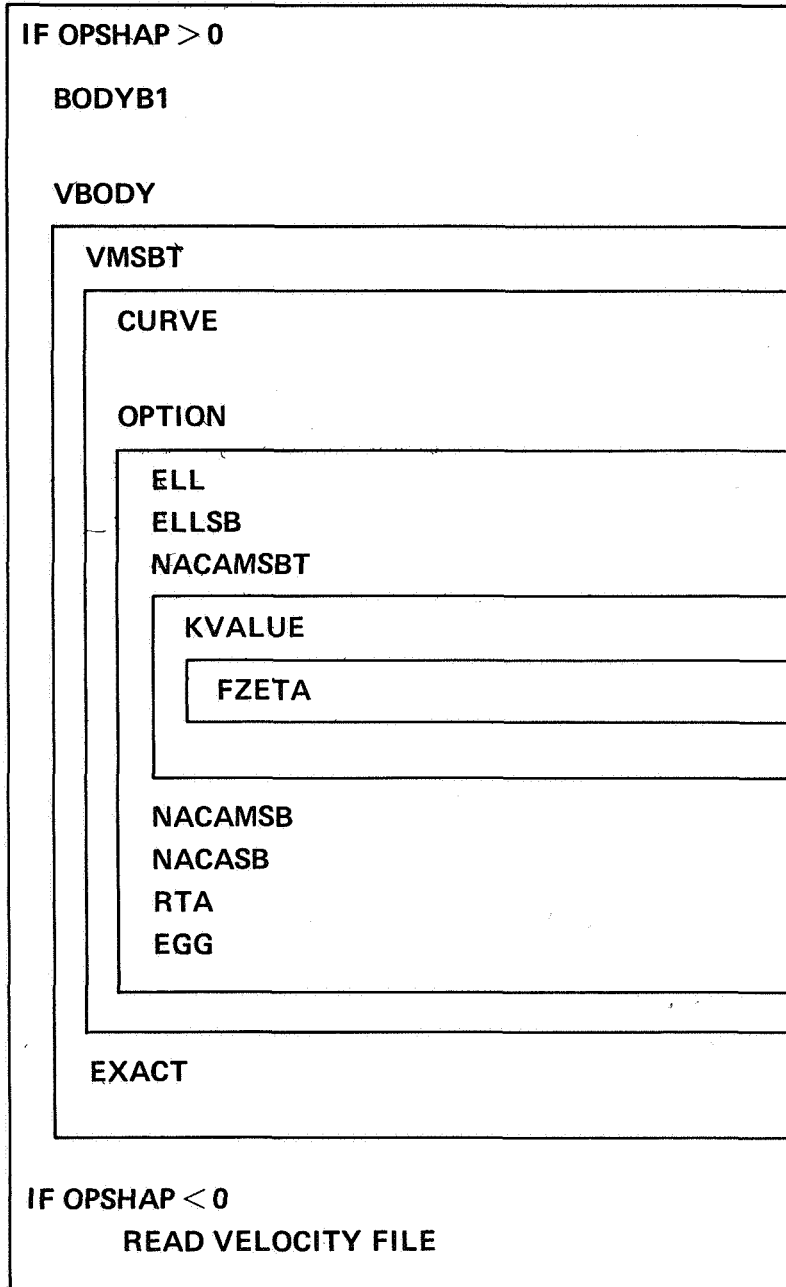 IF OPSHAP > 0
BODYB1
VBODY
VMSBT
CURVE
OPTION
ELL
ELLSB
NACAMSBT
KVALUE
FZETA
NACAMSB
NACASB
RTA
EGG
EXACT
IF OPSHAP < 0
READ VELOCITY FILE